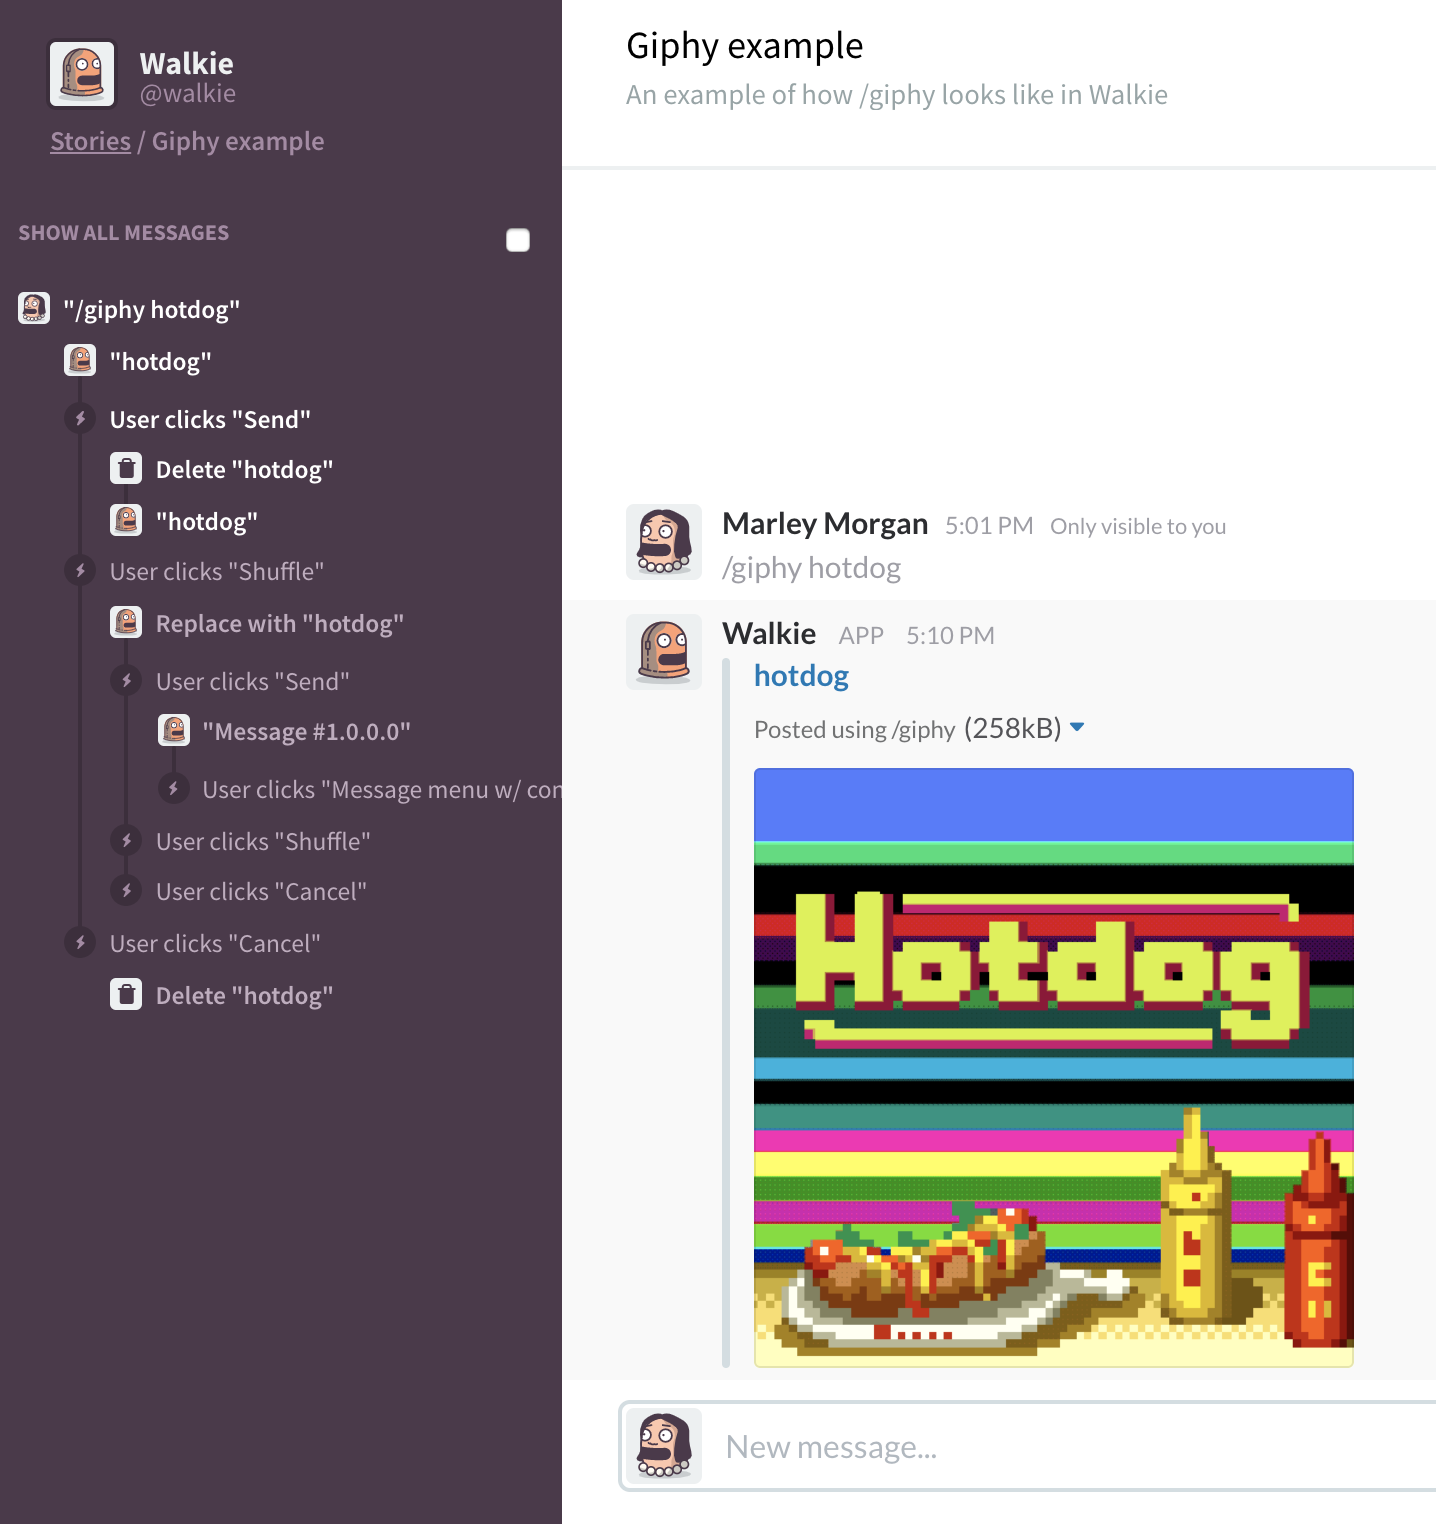 Walkie
@walkie
Stories / Giphy example
SHOW ALL MESSAGES
"/giphy hotdog"
"hotdog"
User clicks "Send"
Delete "hotdog"
"hotdog"
User clicks "Shuffle"
Replace with "hotdog"
User clicks "Send"
"Message #1.0.0.0"
User clicks "Message menu w/ con
User clicks "Shuffle"
User clicks "Cancel"
User clicks "Cancel"
Delete "hotdog"
Giphy example
An example of how /giphy looks like in Walkie
Marley Morgan 5:01 PM Only visible to you
/giphy hotdog
Walkie APP 5:10 PM
hotdog
Posted using /giphy (258kB)
Hotdog
New message...